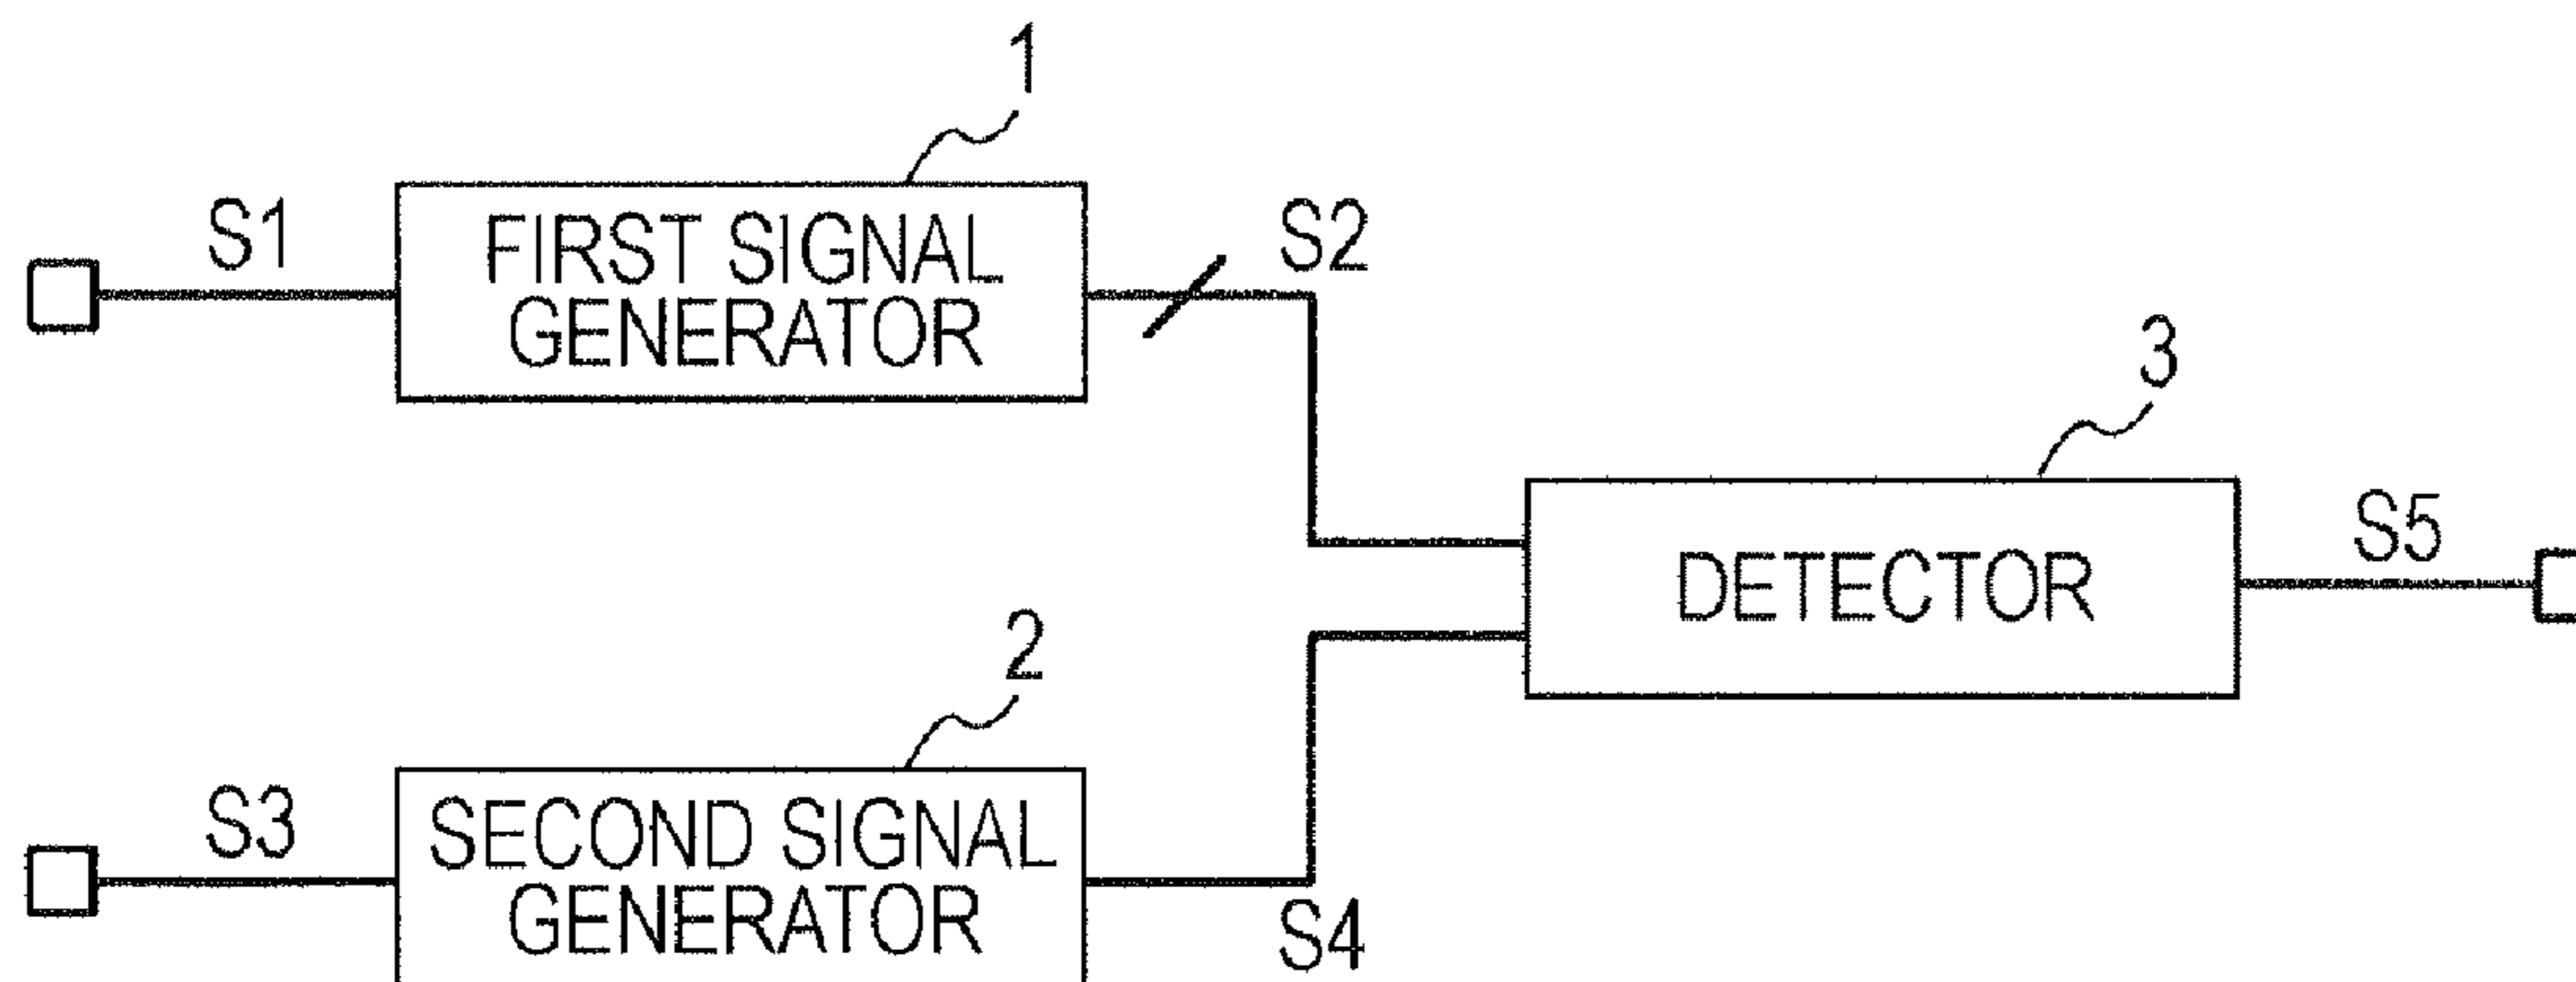 1
S1
FIRST SIGNAL
GENERATOR
S2
3
DETECTOR
S5
2
S3
SECOND SIGNAL
GENERATOR
S4